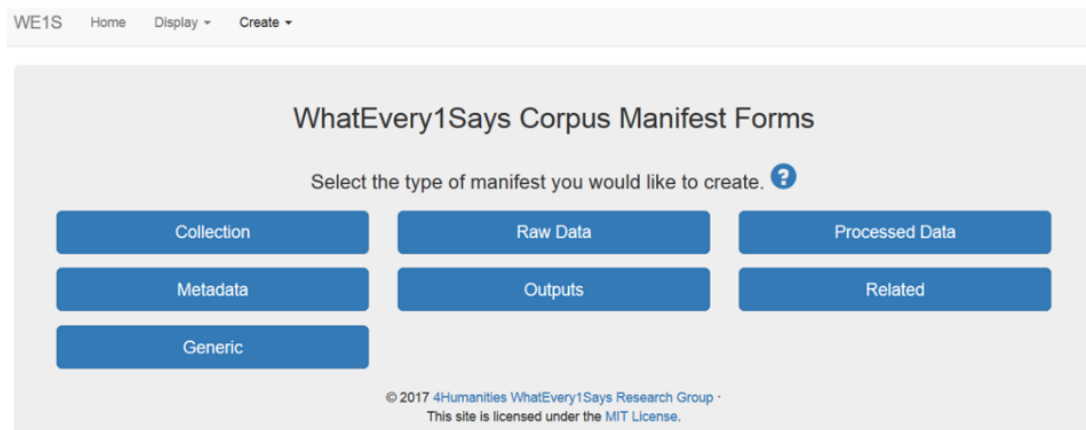 WE1S Home Display Create
WhatEvery1Says Corpus Manifest Forms
Select the type of manifest you would like to create. ?
Collection Raw Data Processed Data
Metadata Outputs Related
Generic
© 2017 4Humanities WhatEvery1Says Research Group ·
This site is licensed under the MIT License.